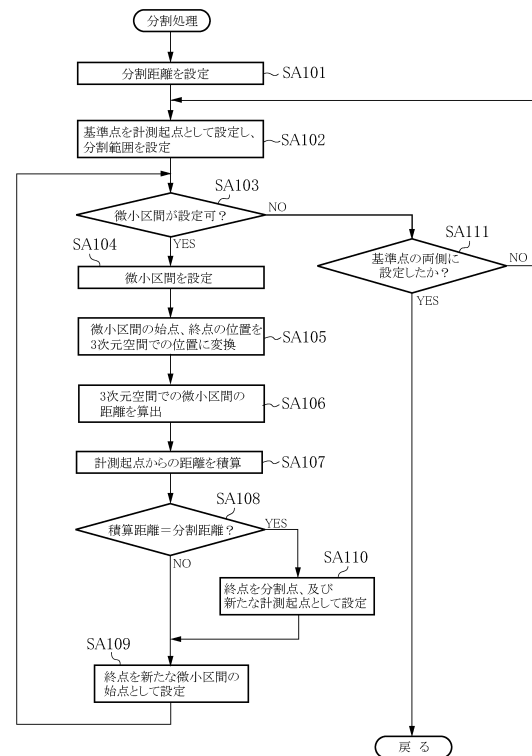 分割処理
分割距離を設定
SA101
基準点を計測起点として設定し、
分割範囲を設定
SA102
SA103
微小区間が設定可？
NO
YES
SA104
微小区間を設定
SA111
基準点の両側に
設定したか？
NO
YES
微小区間の始点、終点の位置を
3次元空間での位置に変換
SA105
3次元空間での微小区間の
距離を算出
SA106
計測起点からの距離を積算
SA107
SA108
積算距離＝分割距離？
YES
NO
SA110
終点を分割点、及び
新たな計測起点として設定
SA109
終点を新たな微小区間の
始点として設定
戻る